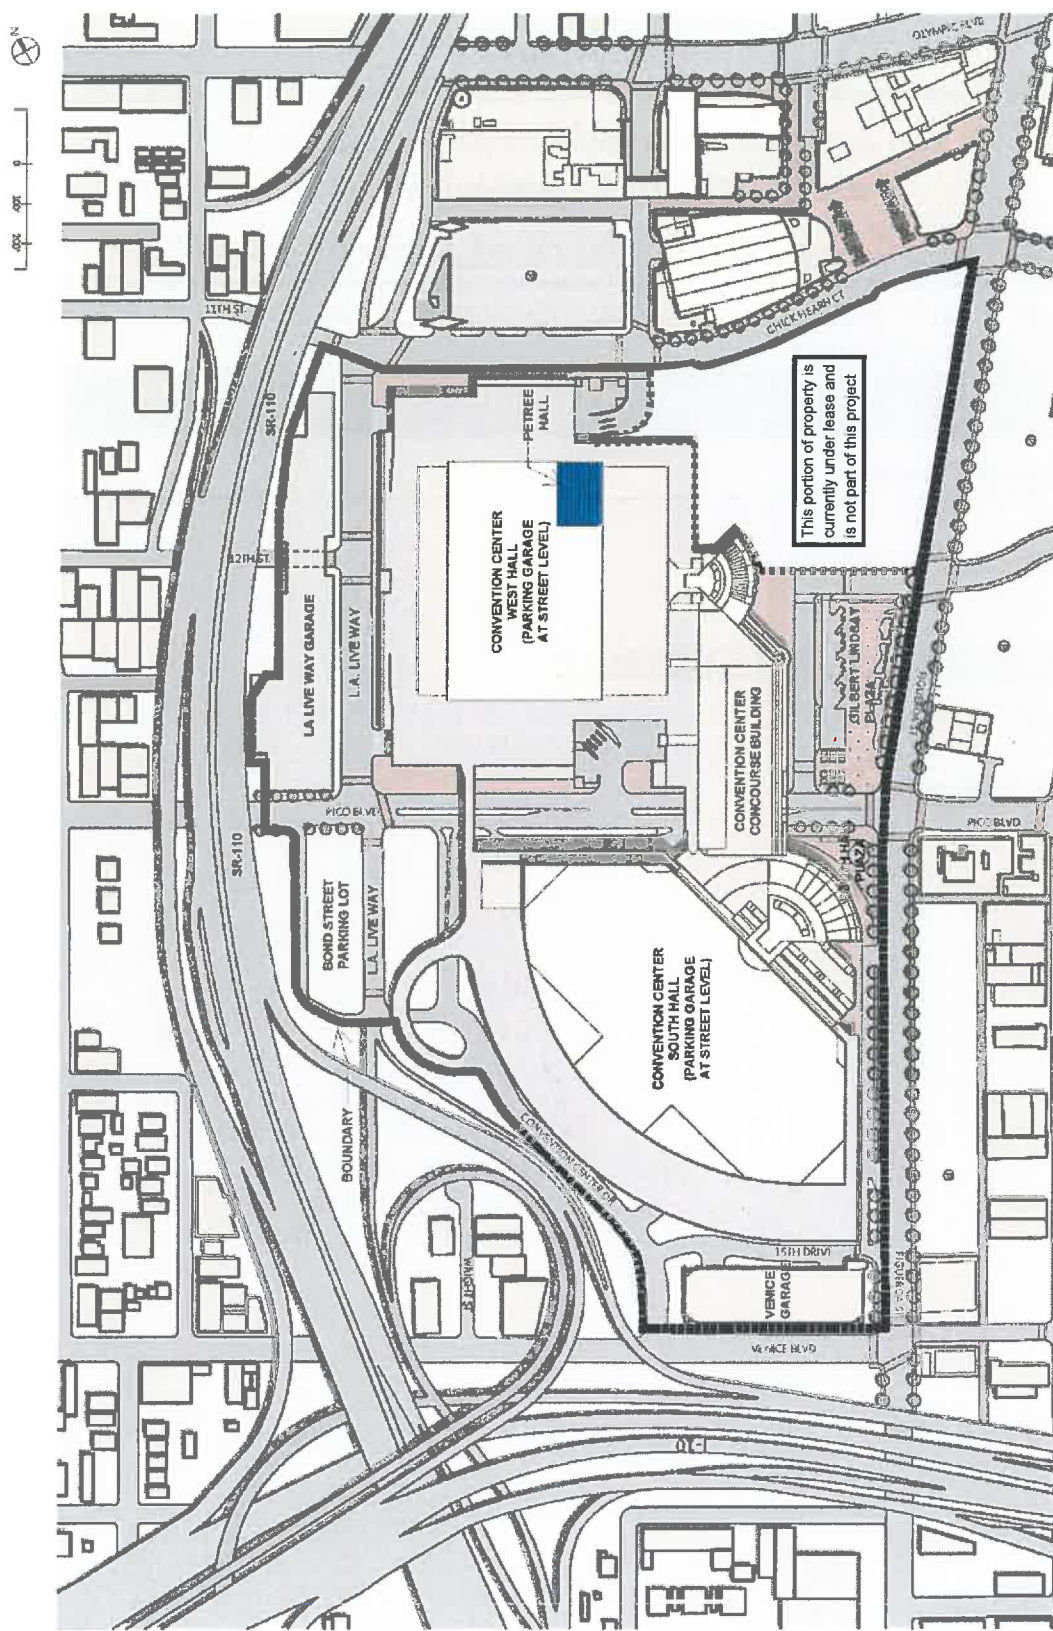 OLYMPIC BLVD
11TH ST.
SR-110
CHICK HEARN CT.
PETREE
HALL
This portion of property is
currently under lease and
is not part of this project
12TH ST.
LA LIVE WAY GARAGE
L.A. LIVE WAY
CONVENTION CENTER
WEST HALL
(PARKING GARAGE
AT STREET LEVEL)
GILBERT LINDSAY
PLAZA
CONVENTION CENTER
CONCOURSE BUILDING
PICO BLVD
PICO BLVD
SR-110
BOND STREET
PARKING LOT
L.A. LIVE WAY
PLAZA
CONVENTION CENTER
SOUTH HALL
(PARKING GARAGE
AT STREET LEVEL)
BOUNDARY
CONVENTION CENTER DR
15TH DRIVE
WRIGHT ST
VENICE
GARAGE
FIGUEROA ST
VENICE BLVD
I-10